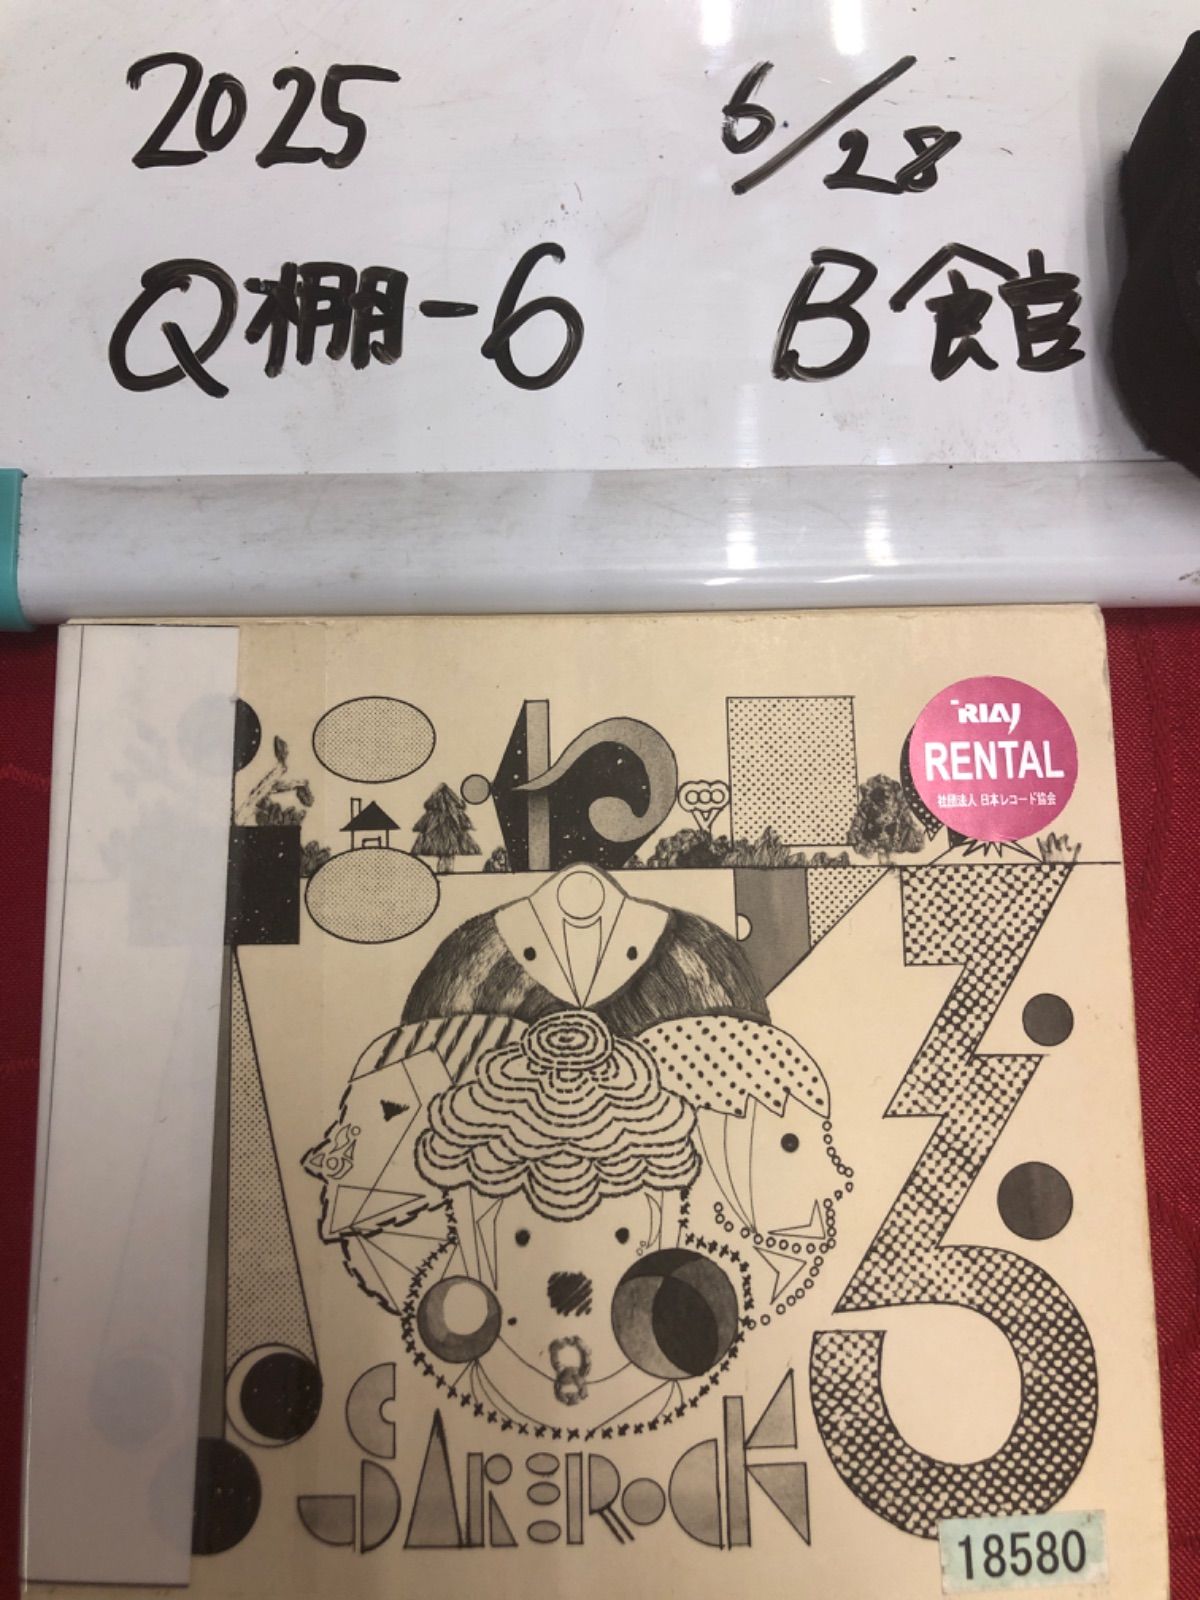 2025 6/28
Q棚-6 B館
RIAJ
RENTAL
社団法人 日本レコード協会
SAKEROCK
18580